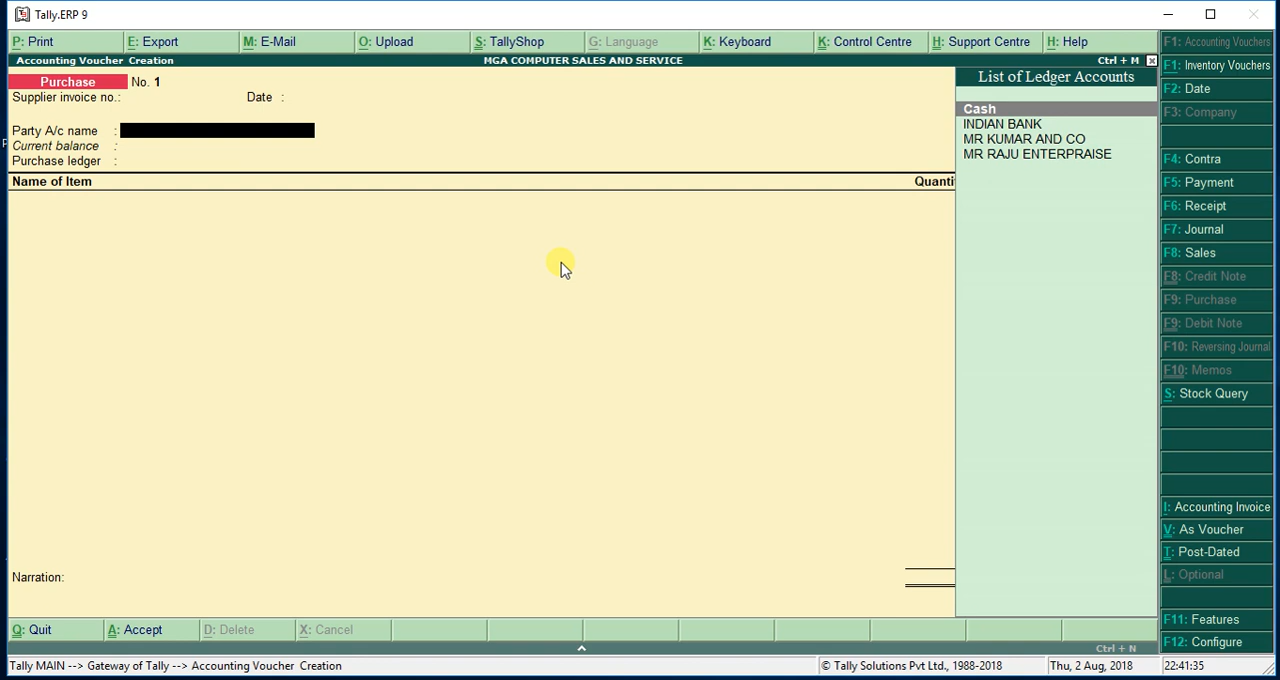 Tally.ERP 9
P: Print E: Export M: E-Mail O: Upload S: TallyShop G: Language K: Keyboard K: Control Centre H: Support Centre H: Help
Accounting Voucher Creation MGA COMPUTER SALES AND SERVICE Ctrl + M
Purchase No. 1
Supplier invoice no.: Date :
Party A/c name :
Current balance :
Purchase ledger :
Name of Item Quanti
Narration:
List of Ledger Accounts
Cash
INDIAN BANK
MR KUMAR AND CO
MR RAJU ENTERPRAISE
F1: Accounting Vouchers
F1: Inventory Vouchers
F2: Date
F3: Company
F4: Contra
F5: Payment
F6: Receipt
F7: Journal
F8: Sales
F8: Credit Note
F9: Purchase
F9: Debit Note
F10: Reversing Journal
F10: Memos
S: Stock Query
I: Accounting Invoice
V: As Voucher
T: Post-Dated
L: Optional
F11: Features
F12: Configure
Q: Quit A: Accept D: Delete X: Cancel
Ctrl + N
Tally MAIN --> Gateway of Tally --> Accounting Voucher Creation © Tally Solutions Pvt Ltd., 1988-2018 Thu, 2 Aug, 2018 22:41:35